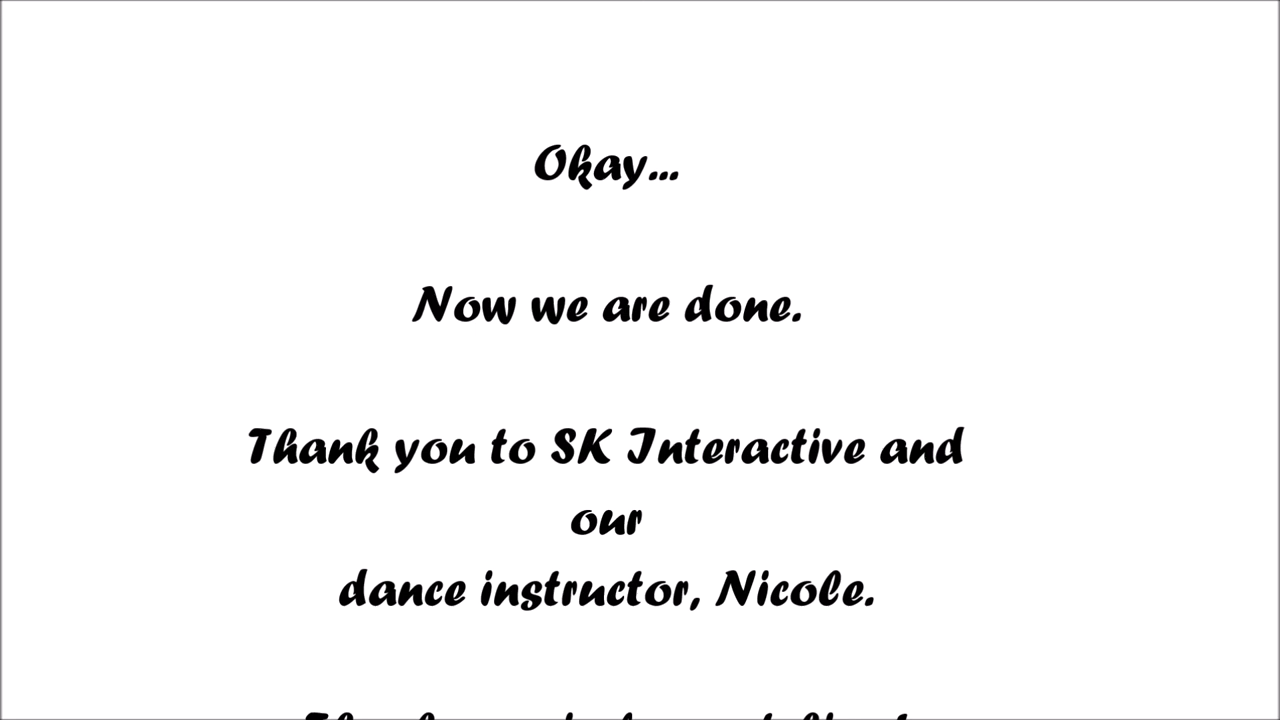 Okay...
Now we are done.
Thank you to SK Interactive and
our
dance instructor, Nicole.